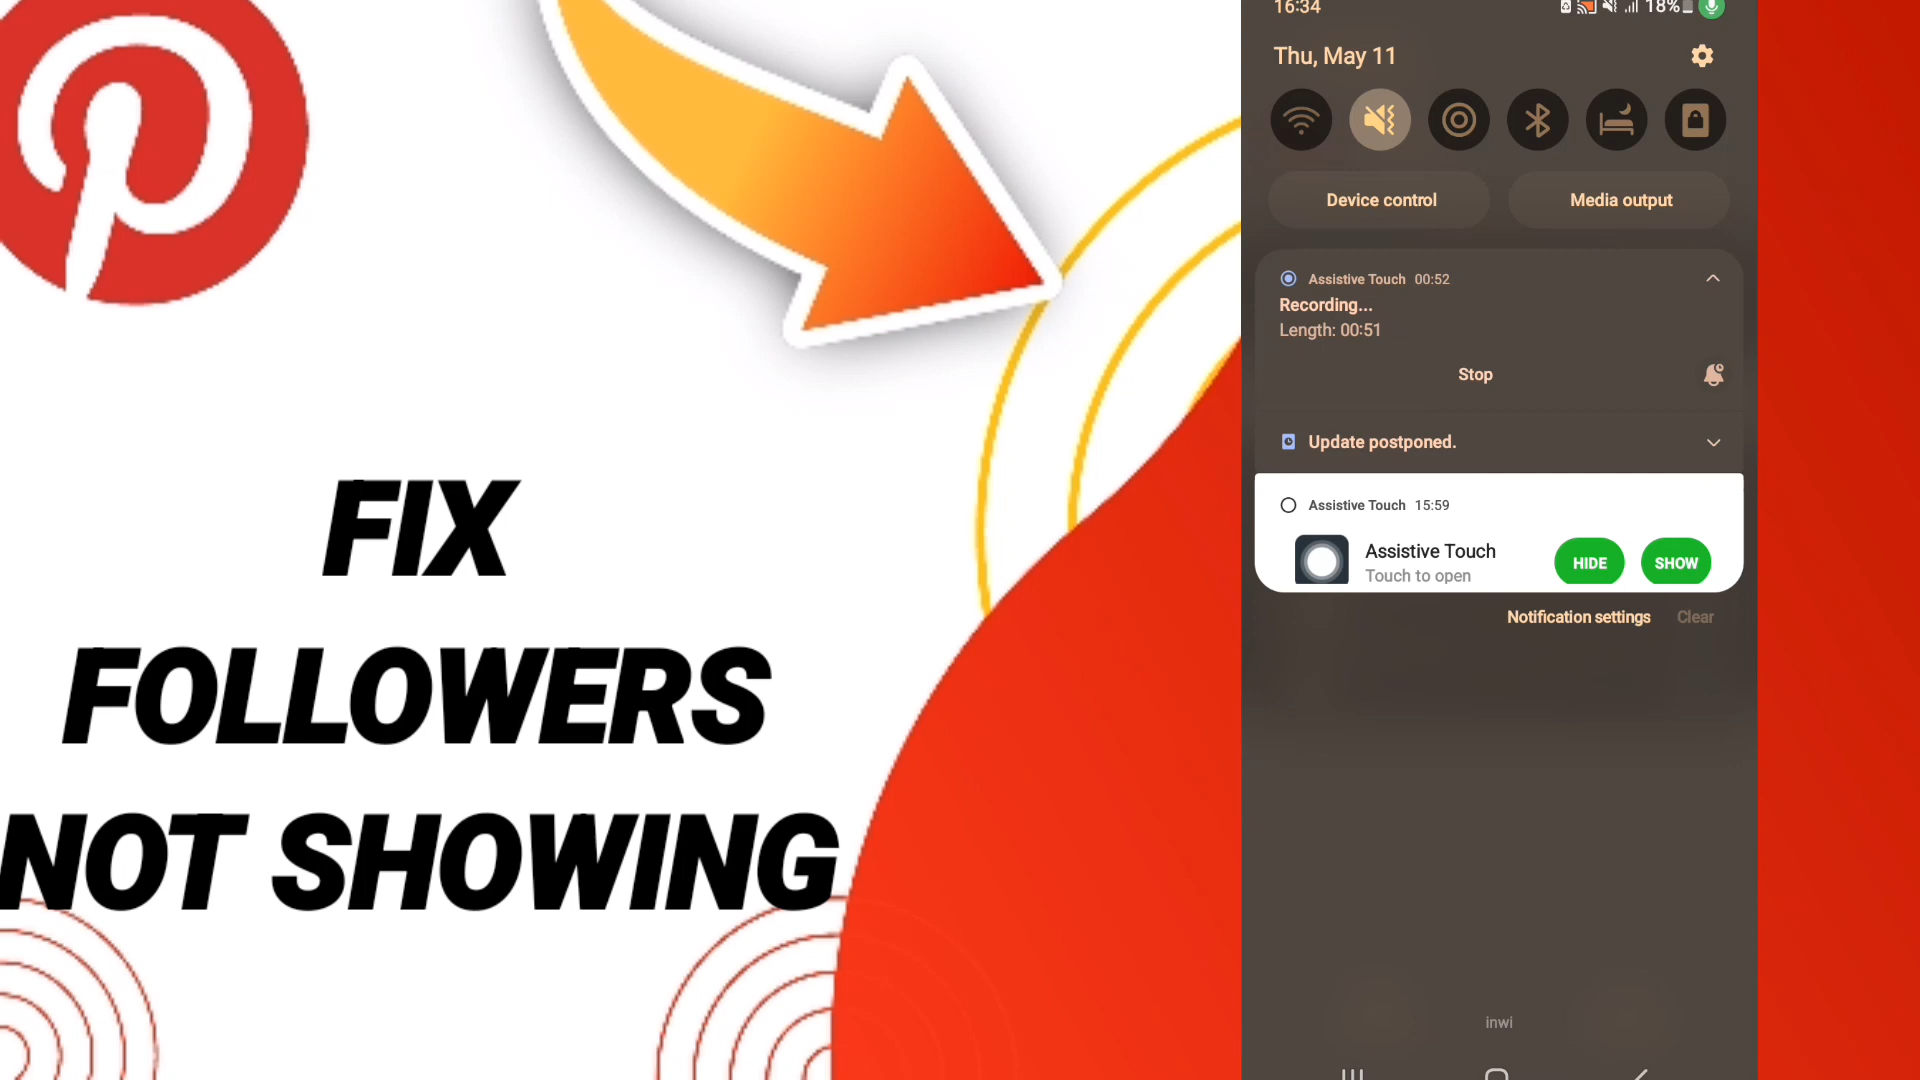 FIX
FOLLOWERS
NOT SHOWING
16:34
18%
Thu, May 11
Device control
Media output
Assistive Touch 00:52
Recording...
Length: 00:51
Stop
Update postponed.
Assistive Touch 15:59
Assistive Touch
Touch to open
HIDE
SHOW
Notification settings
Clear
inwi